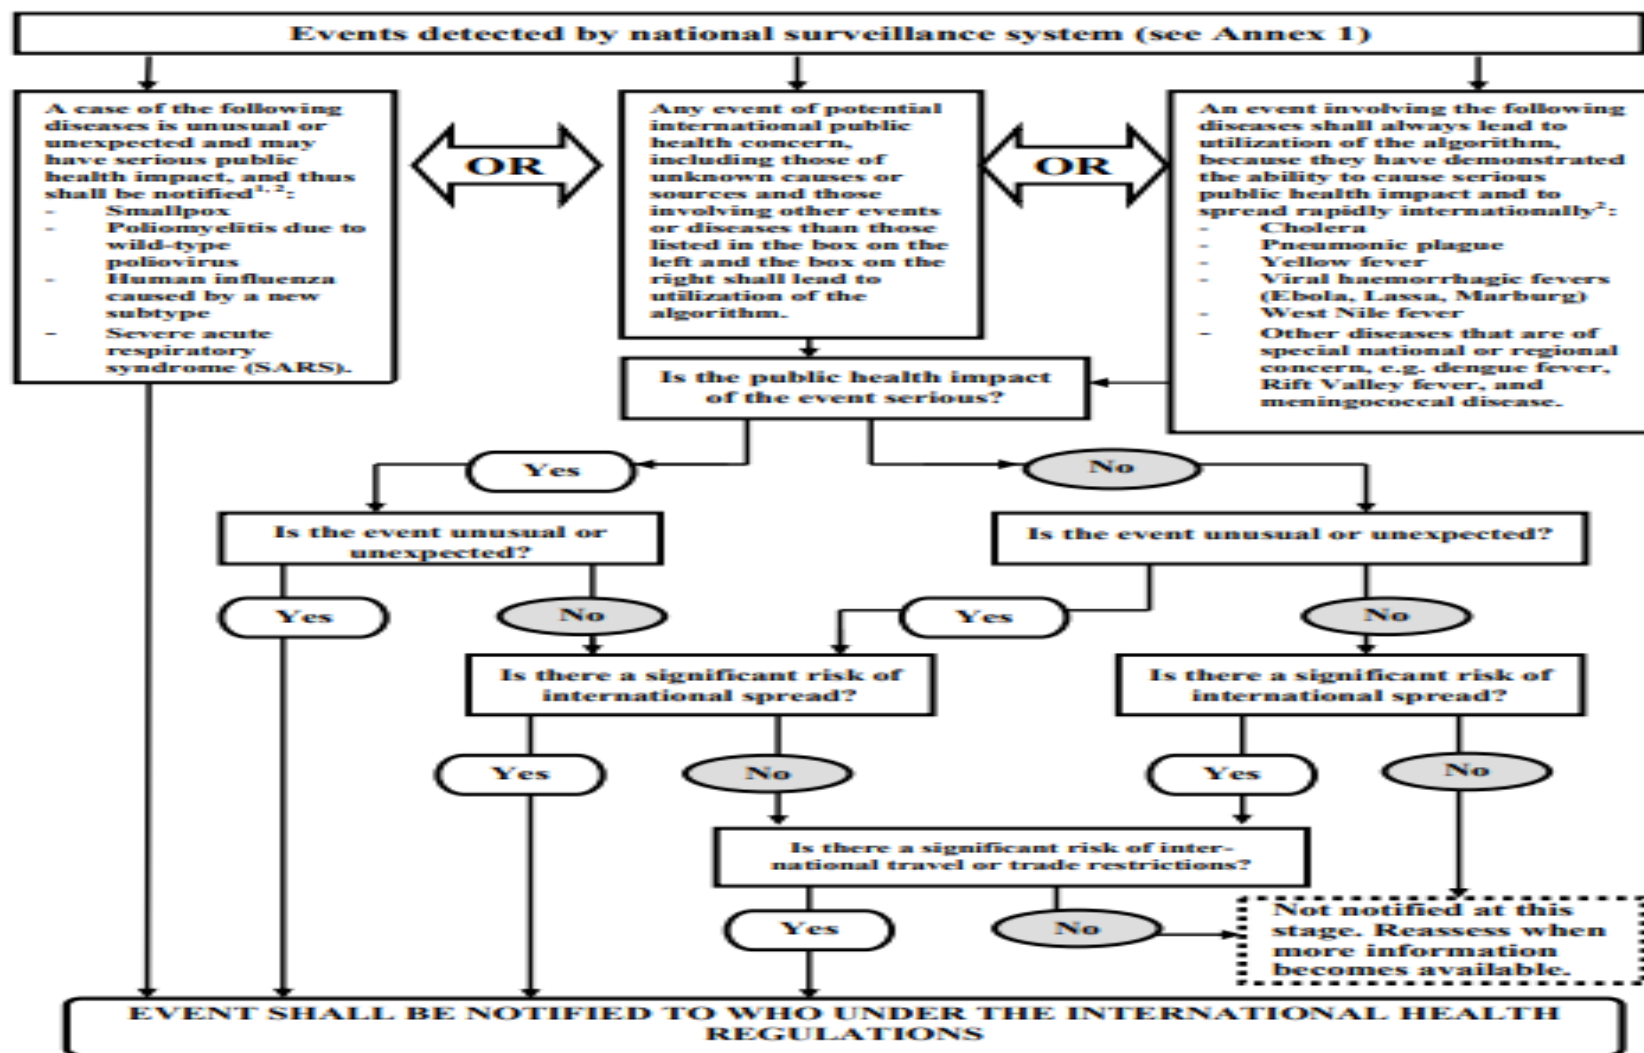 Events detected by national surveillance system (see Annex 1)
A case of the following
diseases is unusual or
unexpected and may
have serious public
health impact, and thus
shall be notified1, 2:
- Smallpox
- Poliomyelitis due to
wild-type
poliovirus
- Human influenza
caused by a new
subtype
- Severe acute
respiratory
syndrome (SARS).
OR
Any event of potential
international public
health concern,
including those of
unknown causes or
sources and those
involving other events
or diseases than those
listed in the box on the
left and the box on the
right shall lead to
utilization of the
algorithm.
OR
An event involving the following
diseases shall always lead to
utilization of the algorithm,
because they have demonstrated
the ability to cause serious
public health impact and to
spread rapidly internationally2:
- Cholera
- Pneumonic plague
- Yellow fever
- Viral haemorrhagic fevers
(Ebola, Lassa, Marburg)
- West Nile fever
- Other diseases that are of
special national or regional
concern, e.g. dengue fever,
Rift Valley fever, and
meningococcal disease.
Is the public health impact
of the event serious?
Yes
No
Is the event unusual or
unexpected?
Is the event unusual or unexpected?
Yes
No
Yes
No
Is there a significant risk of
international spread?
Is there a significant risk of
international spread?
Yes
No
Yes
No
Is there a significant risk of inter-
national travel or trade restrictions?
Yes
No
Not notified at this
stage. Reassess when
more information
becomes available.
EVENT SHALL BE NOTIFIED TO WHO UNDER THE INTERNATIONAL HEALTH
REGULATIONS